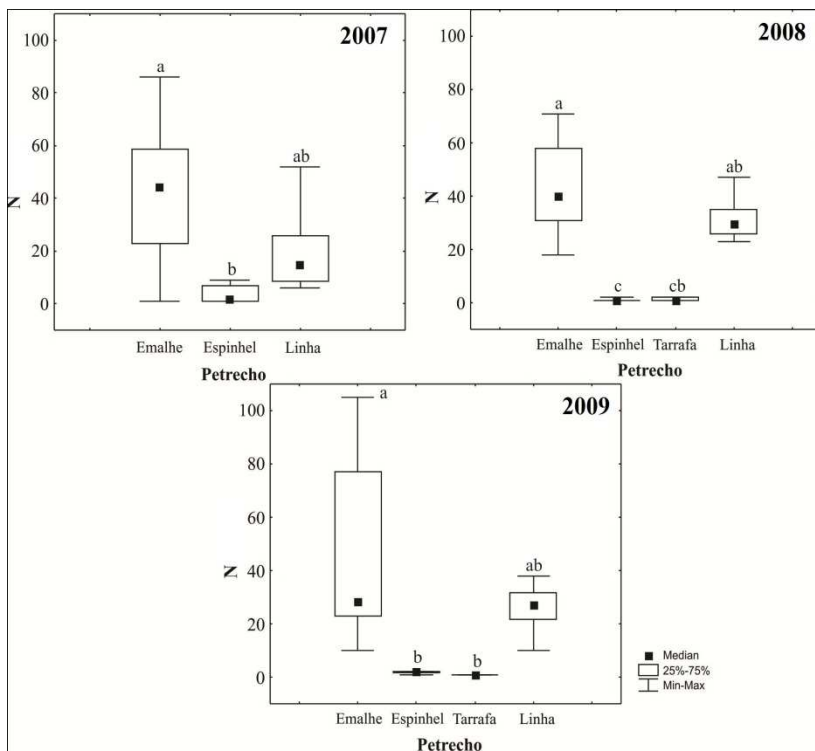 2007
100
80
60
40
20
0
N
a
b
ab
Emalhe Espinhel Linha
Petrecho
2008
100
80
60
40
20
0
N
a
c
cb
ab
Emalhe Espinhel Tarrafa Linha
Petrecho
2009
100
80
60
40
20
0
N
a
b
b
ab
Emalhe Espinhel Tarrafa Linha
Petrecho
Median
25%-75%
Min-Max